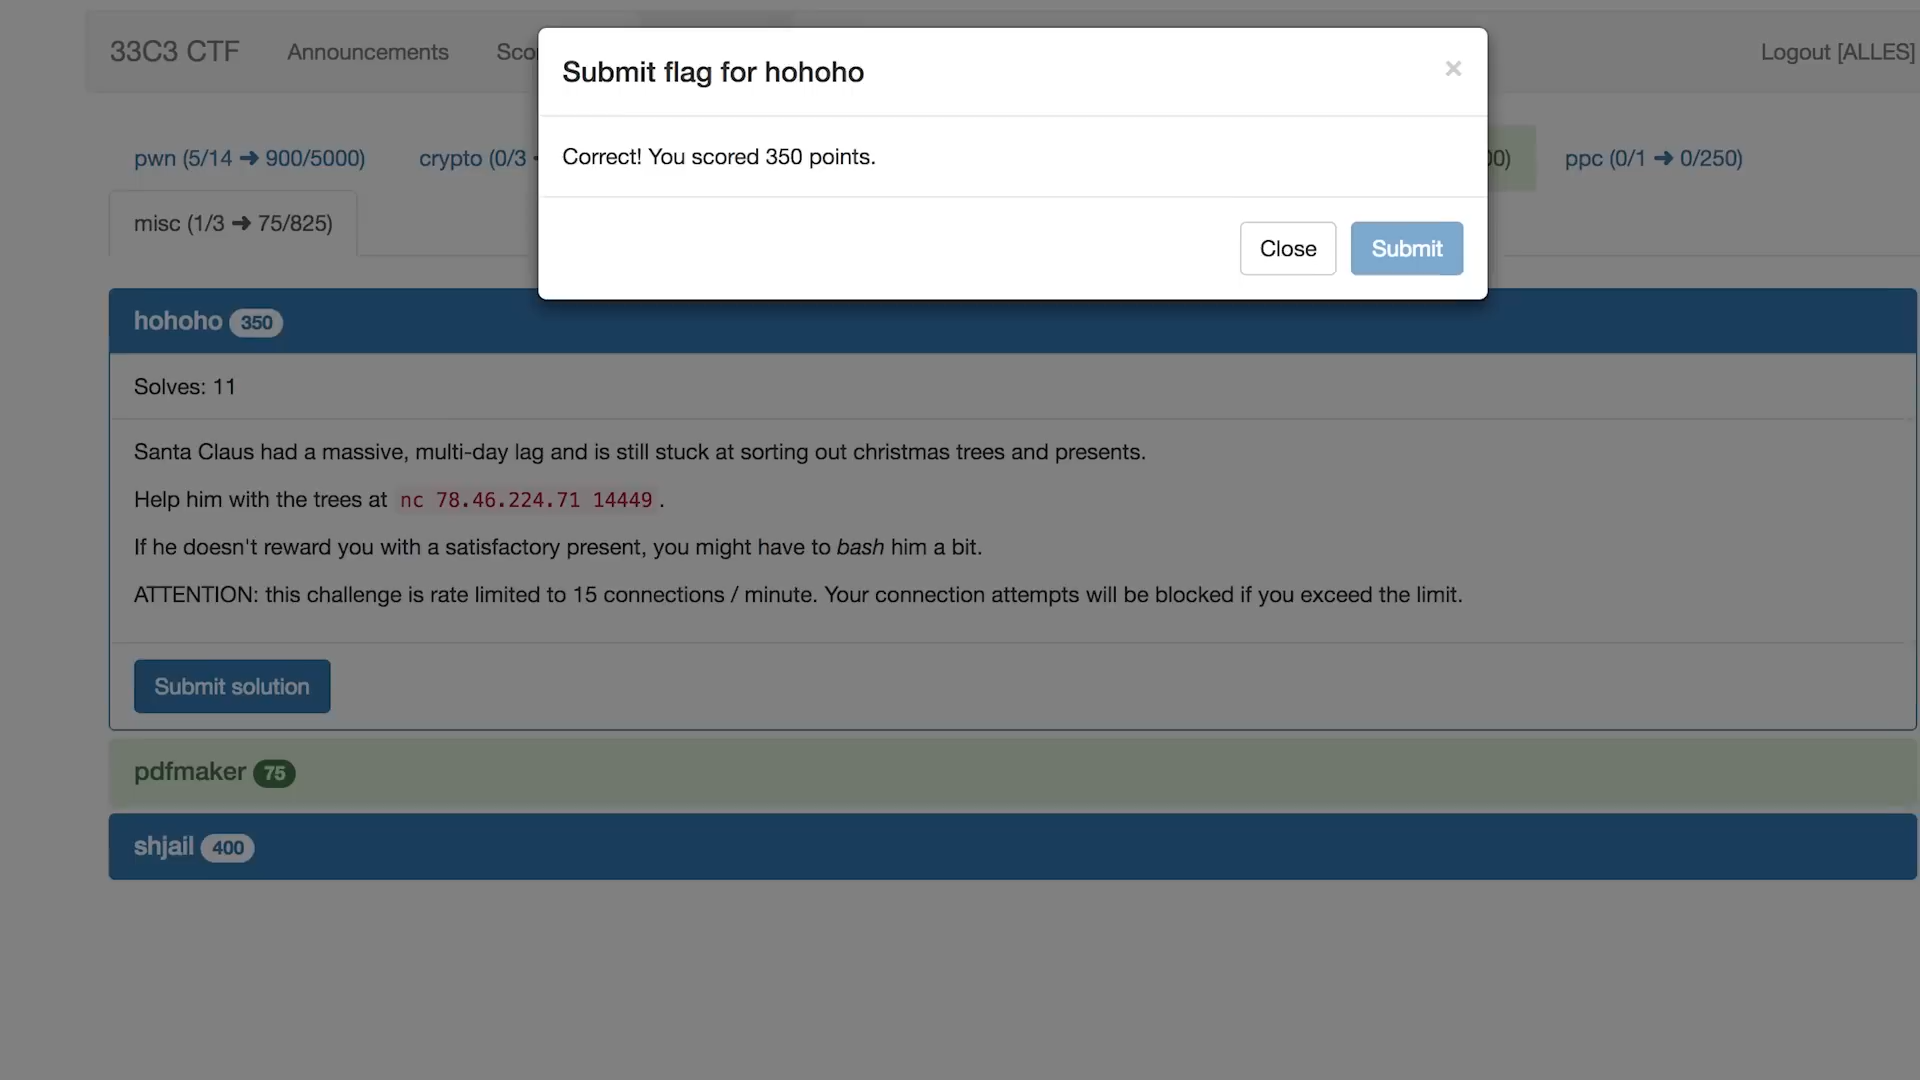 33C3 CTF Announcements Logout [ALLES]
Submit flag for hohoho ×
Correct! You scored 350 points.
Close Submit
pwn (5/14 ➔ 900/5000) crypto (0/3 ppc (0/1 ➔ 0/250)
misc (1/3 ➔ 75/825)
hohoho 350
Solves: 11
Santa Claus had a massive, multi-day lag and is still stuck at sorting out christmas trees and presents.
Help him with the trees at nc 78.46.224.71 14449.
If he doesn't reward you with a satisfactory present, you might have to bash him a bit.
ATTENTION: this challenge is rate limited to 15 connections / minute. Your connection attempts will be blocked if you exceed the limit.
Submit solution
pdfmaker 75
shjail 400